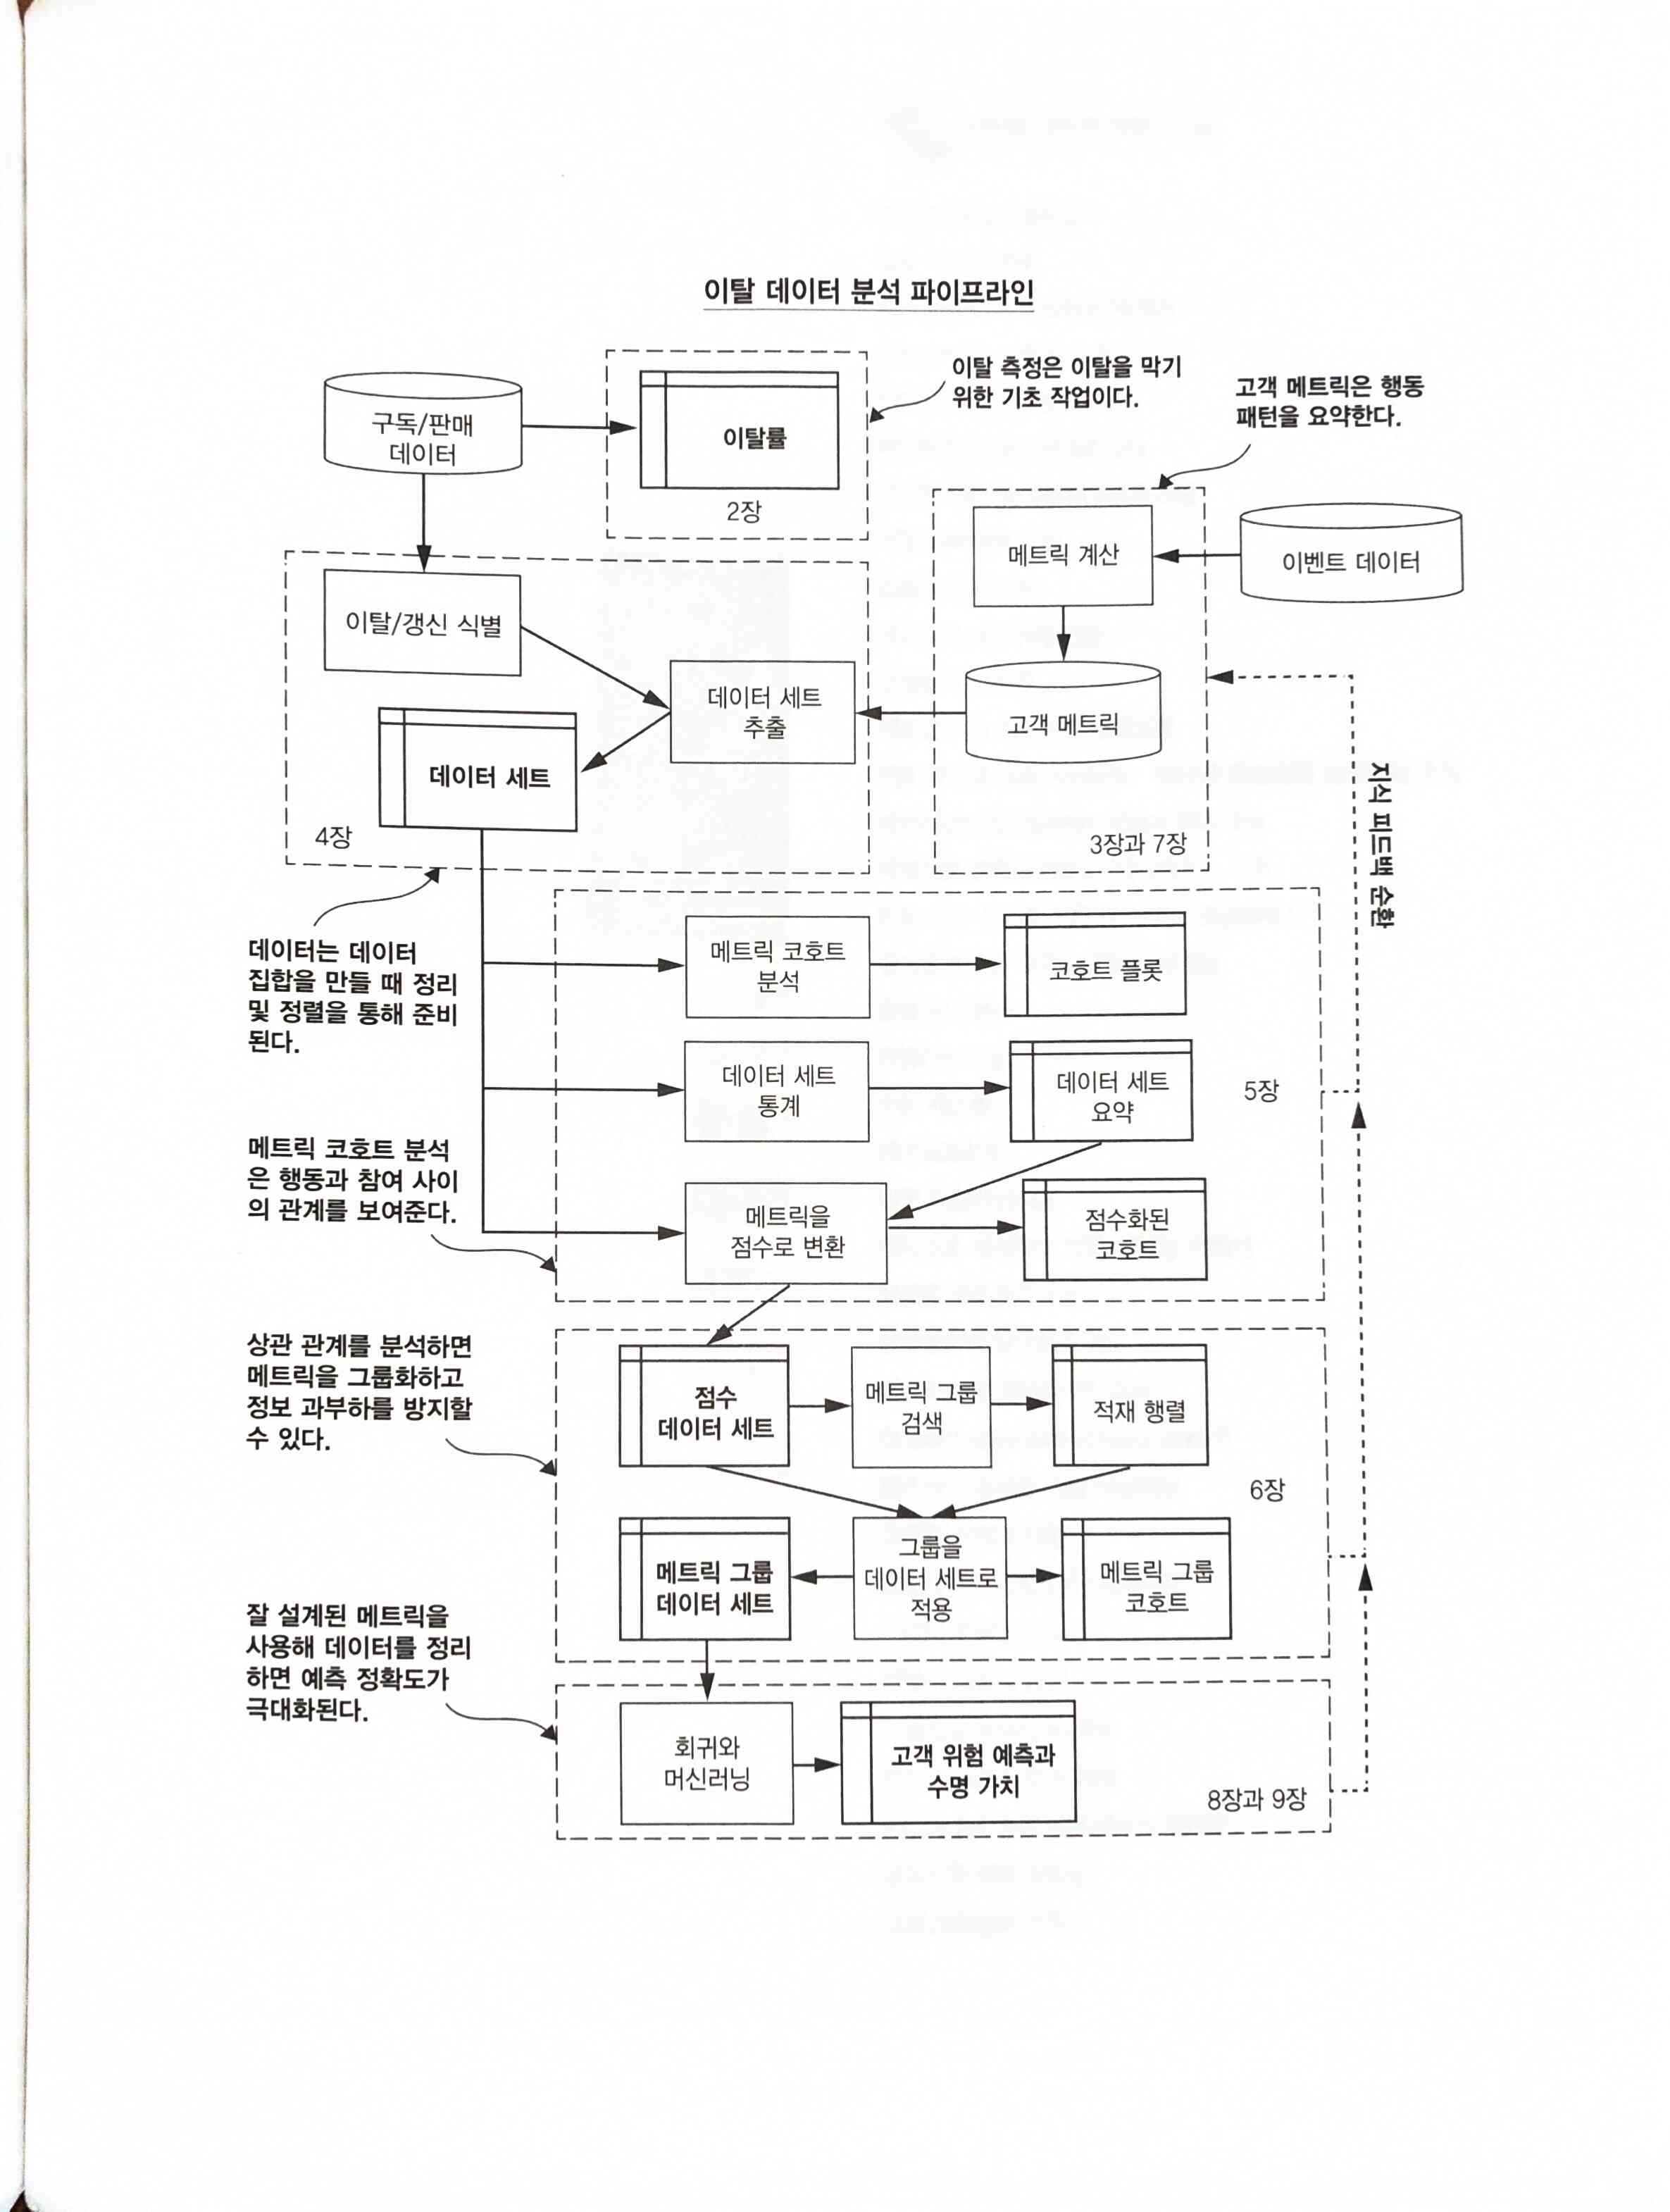 이탈 데이터 분석 파이프라인
구독/판매
데이터
이탈률
2장
이탈 측정은 이탈을 막기
위한 기초 작업이다.
고객 메트릭은 행동
패턴을 요약한다.
메트릭 계산
이벤트 데이터
고객 메트릭
3장과 7장
이탈/갱신 식별
데이터 세트
추출
데이터 세트
4장
지식 피드백 순환
데이터는 데이터
집합을 만들 때 정리
및 정렬을 통해 준비
된다.
메트릭 코호트
분석
코호트 플롯
데이터 세트
통계
데이터 세트
요약
5장
메트릭 코호트 분석
은 행동과 참여 사이
의 관계를 보여준다.
메트릭을
점수로 변환
점수화된
코호트
상관 관계를 분석하면
메트릭을 그룹화하고
정보 과부하를 방지할
수 있다.
점수
데이터 세트
메트릭 그룹
검색
적재 행렬
6장
메트릭 그룹
데이터 세트
그룹을
데이터 세트로
적용
메트릭 그룹
코호트
잘 설계된 메트릭을
사용해 데이터를 정리
하면 예측 정확도가
극대화된다.
회귀와
머신러닝
고객 위험 예측과
수명 가치
8장과 9장